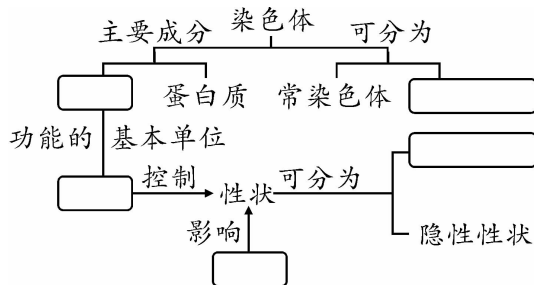 染色体
主要成分 可分为
蛋白质 常染色体
功能的 基本单位
控制 性状 可分为
影响 隐性性状